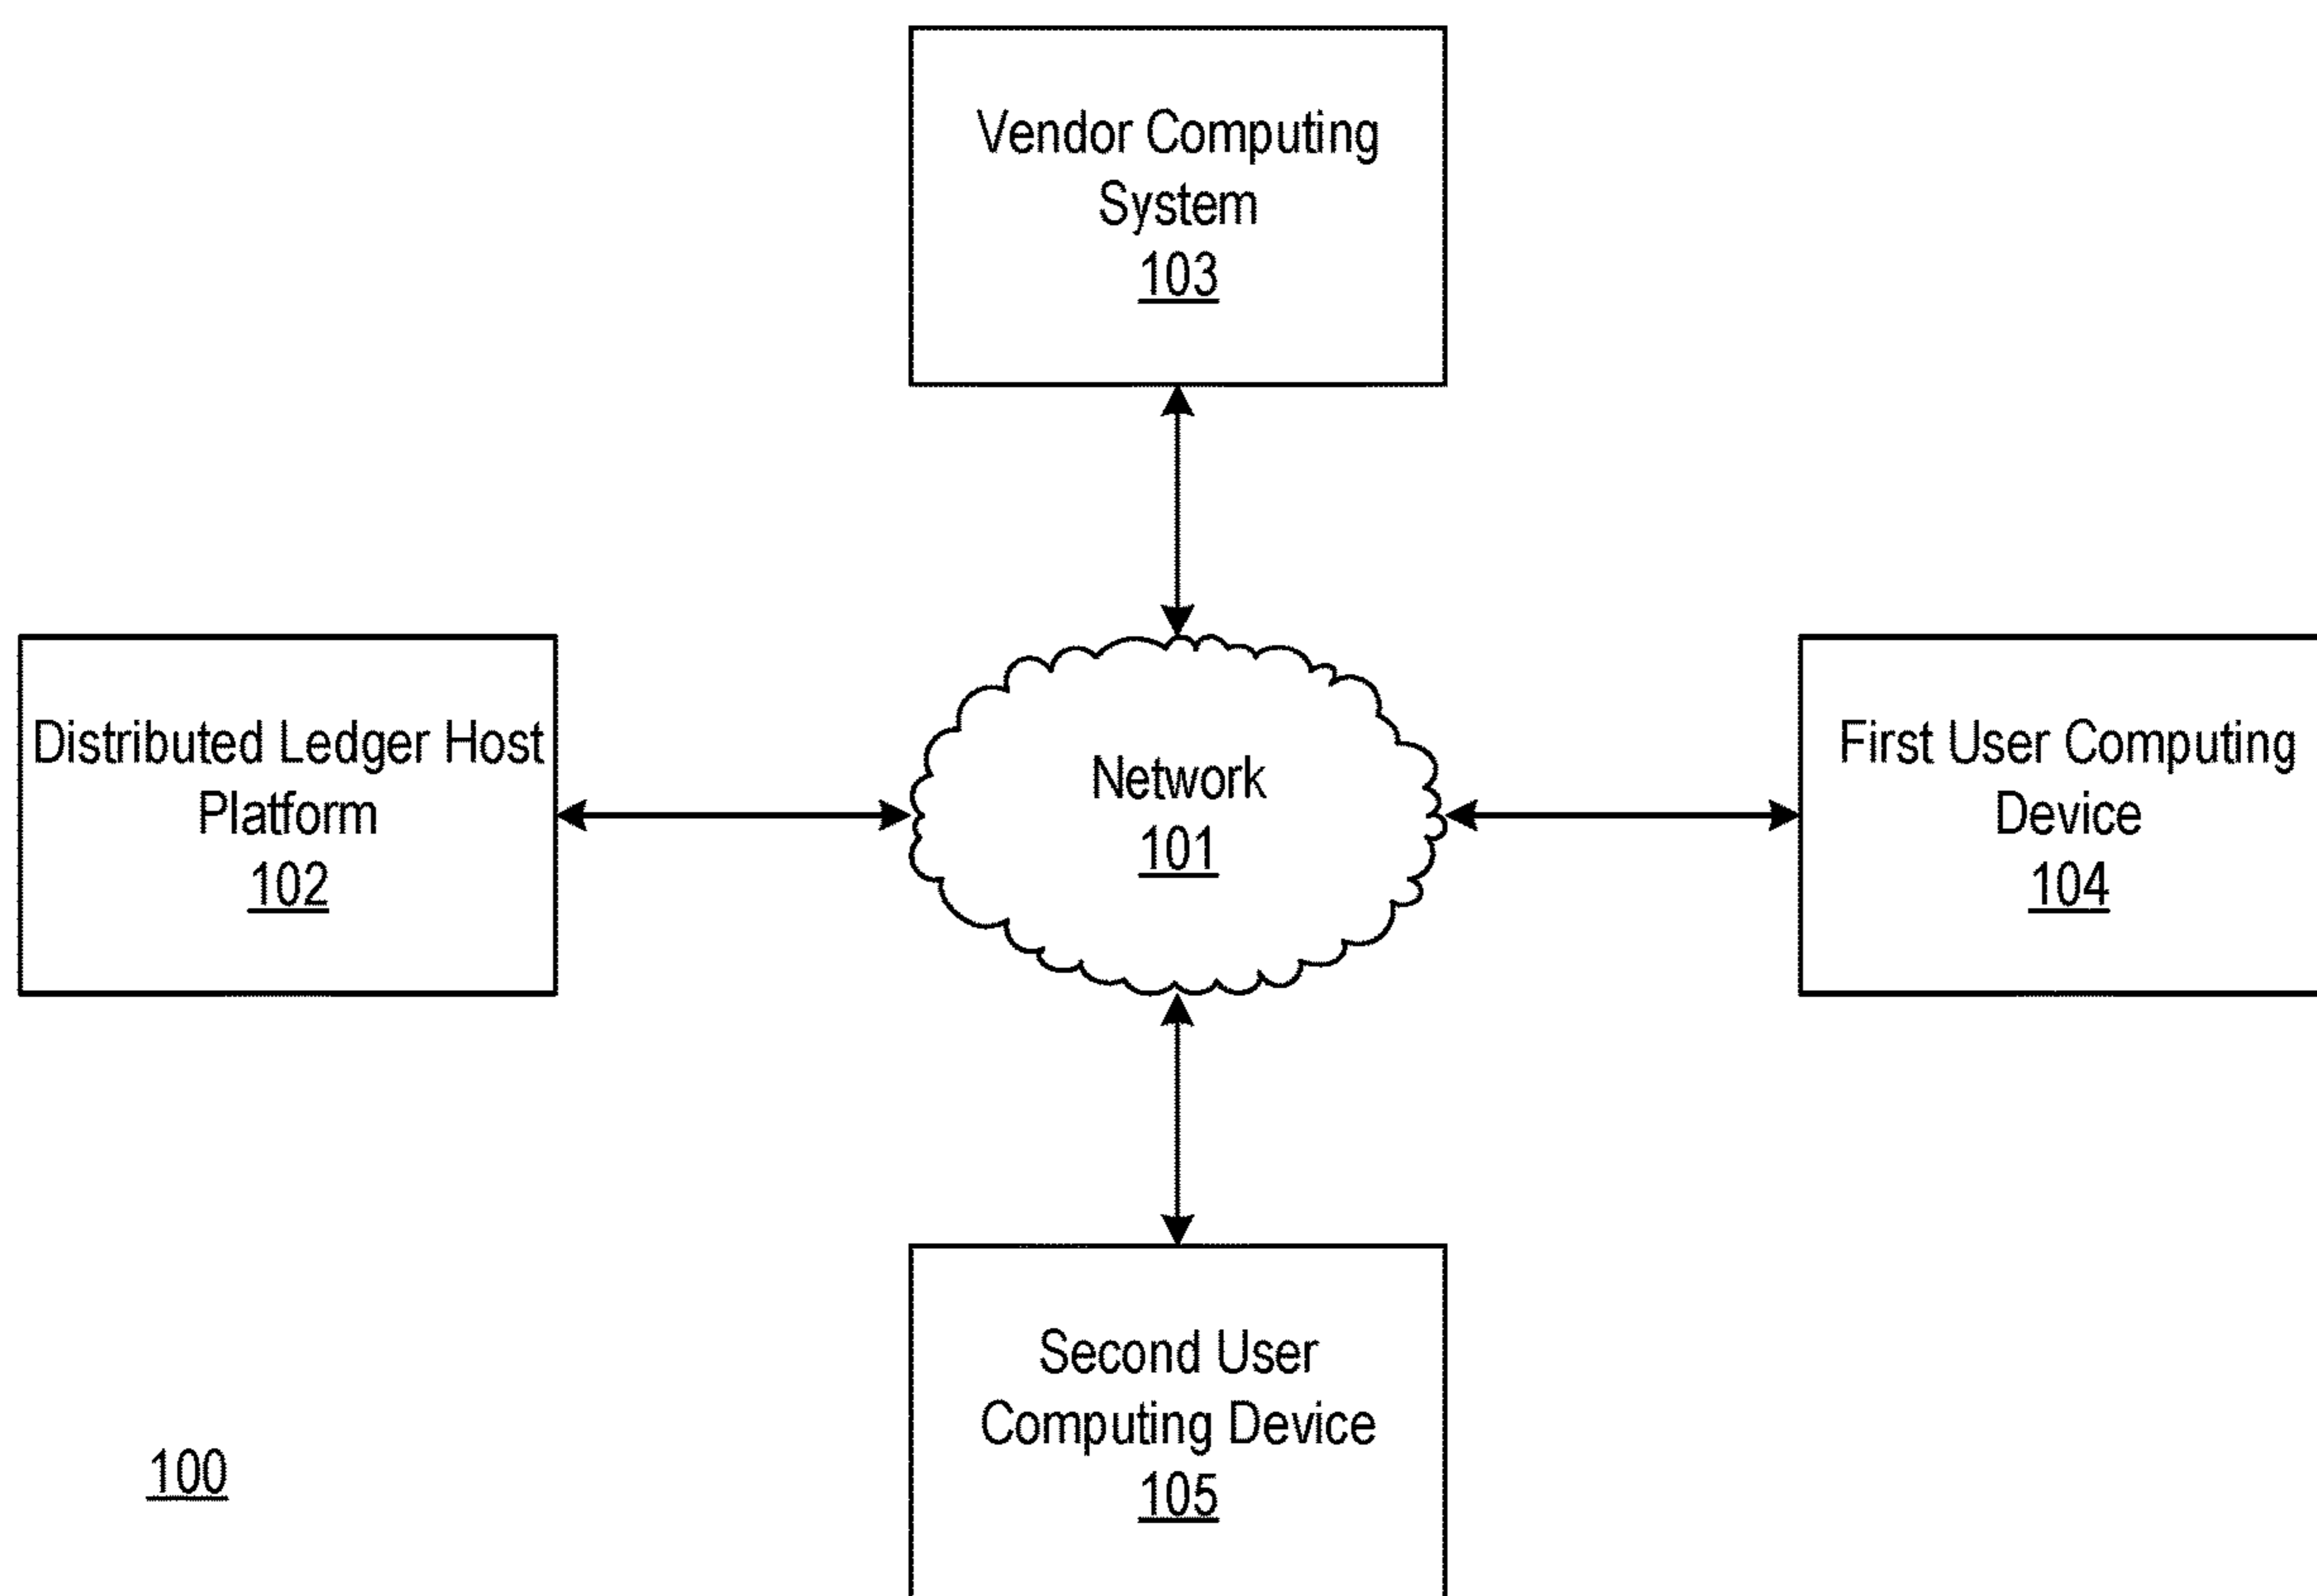 Vendor Computing
System
103
Distributed Ledger Host
Platform
102
Network
101
First User Computing
Device
104
Second User
Computing Device
105
100